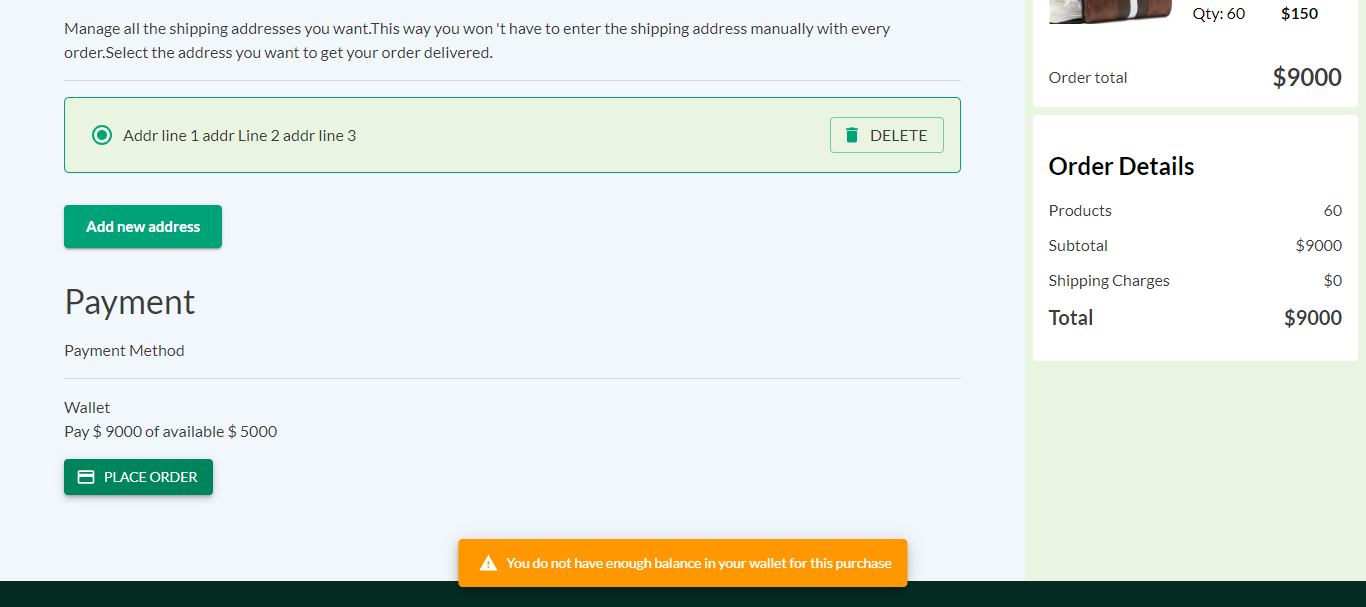 Manage all the shipping addresses you want.This way you won 't have to enter the shipping address manually with every
order.Select the address you want to get your order delivered.
Addr line 1 addr Line 2 addr line 3
DELETE
Add new address
Payment
Payment Method
Wallet
Pay $ 9000 of available $ 5000
PLACE ORDER
You do not have enough balance in your wallet for this purchase
Qty: 60 $150
Order total $9000
Order Details
Products 60
Subtotal $9000
Shipping Charges $0
Total $9000